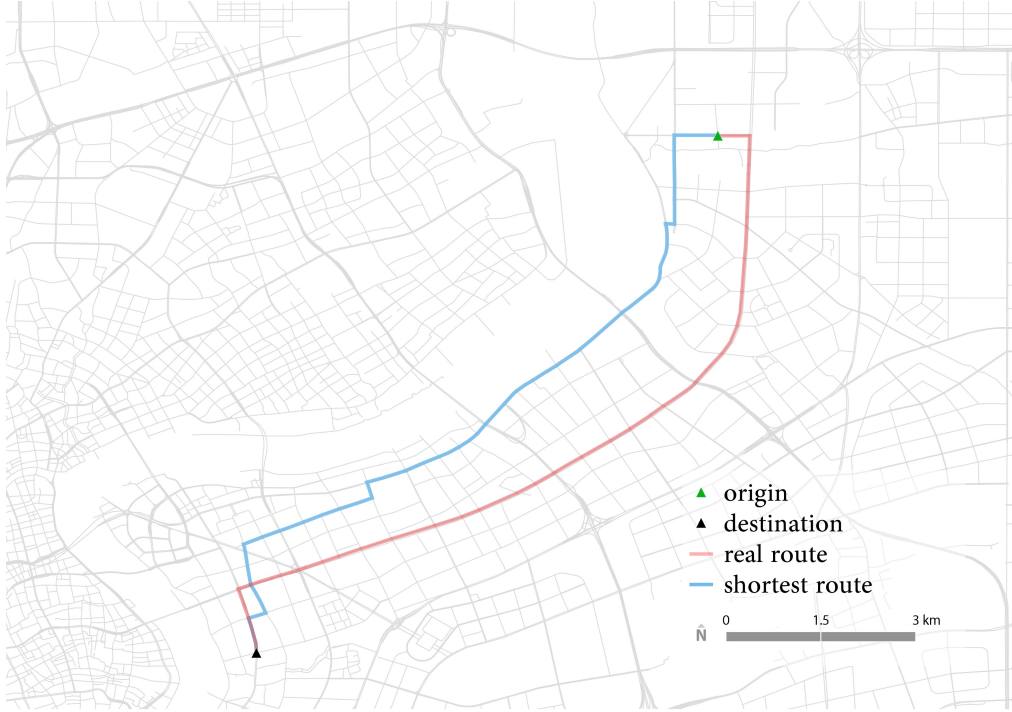 origin
destination
real route
shortest route
0 1.5 3 km
N